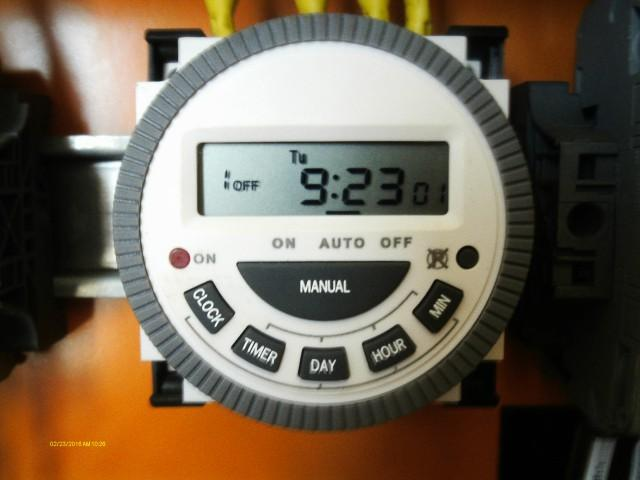 Tu
1 OFF 9:23 01
ON AUTO OFF
ON
MANUAL
CLOCK TIMER DAY HOUR MIN
02/23/2016 AM 10:26